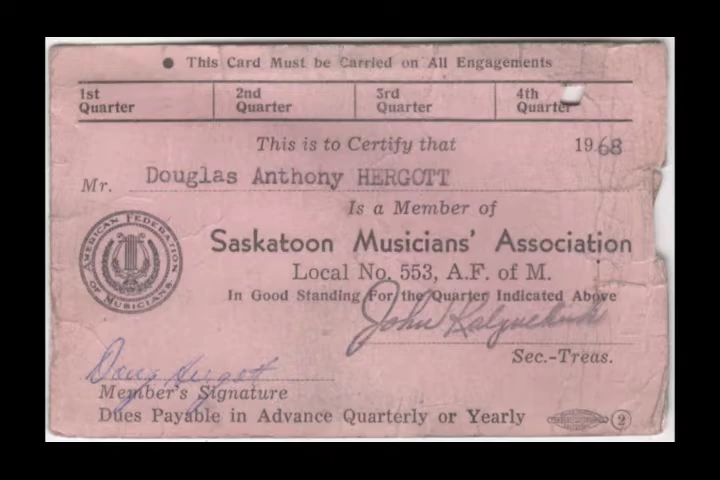 This Card Must be Carried on All Engagements
1st Quarter 2nd Quarter 3rd Quarter 4th Quarter
This is to Certify that 1968
Mr. Douglas Anthony HERGOTT
Is a Member of
AMERICAN FEDERATION OF MUSICIANS
Saskatoon Musicians' Association
Local No. 553, A.F. of M.
In Good Standing For the Quarter Indicated Above
John
Sec.-Treas.
Doug Hergott
Member's Signature
Dues Payable in Advance Quarterly or Yearly 2